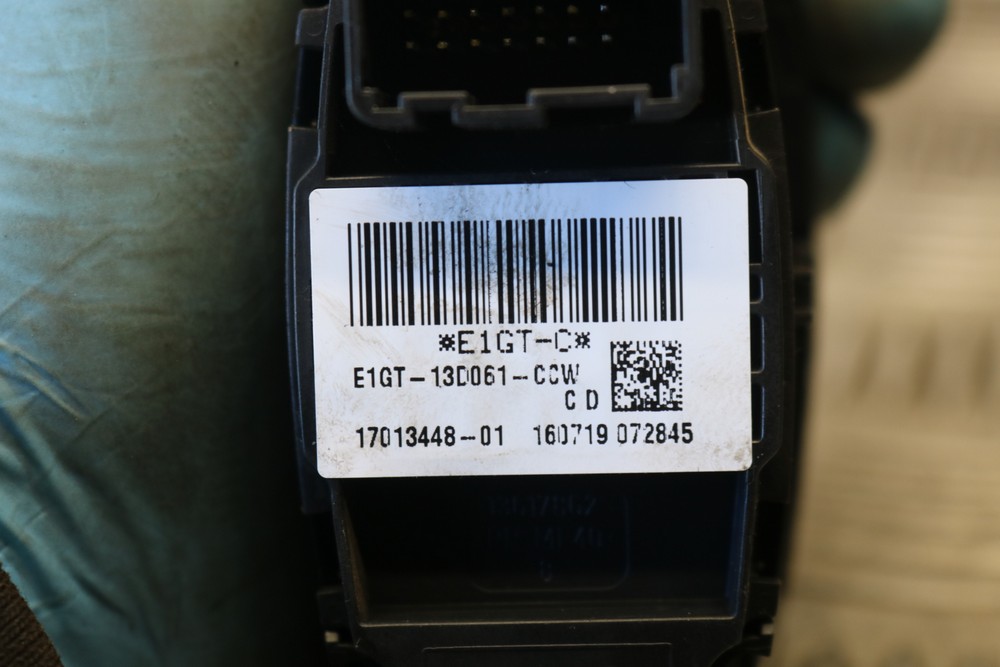 *E1GT-C*
E1GT-13D061-CCW
C D
17013448-01 160719 072845